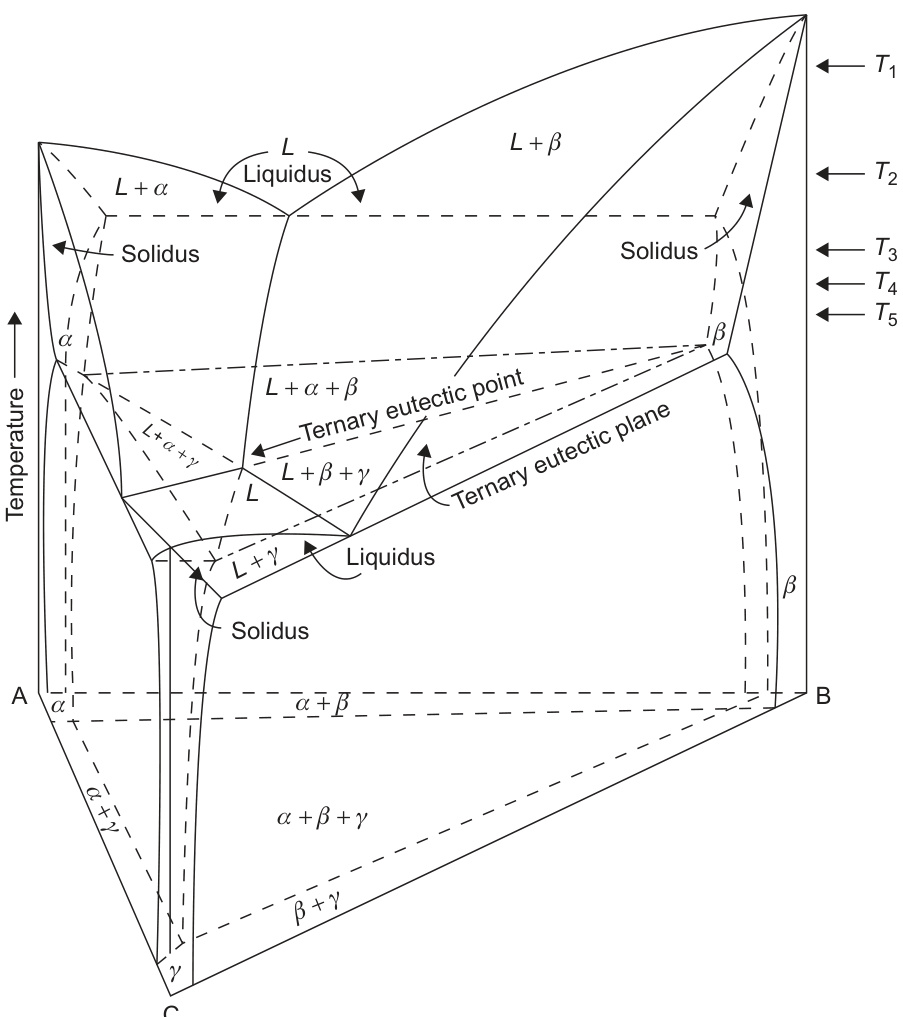 T1
L + β
L
Liquidus
T2
L + α
Solidus
Solidus
T3
T4
T5
α
β
Temperature
L + α + β
Ternary eutectic point
L + α + γ
L + β + γ
L
Ternary eutectic plane
L + γ
Liquidus
Solidus
β
A
α
α + β
B
α + γ
α + β + γ
β + γ
γ
C